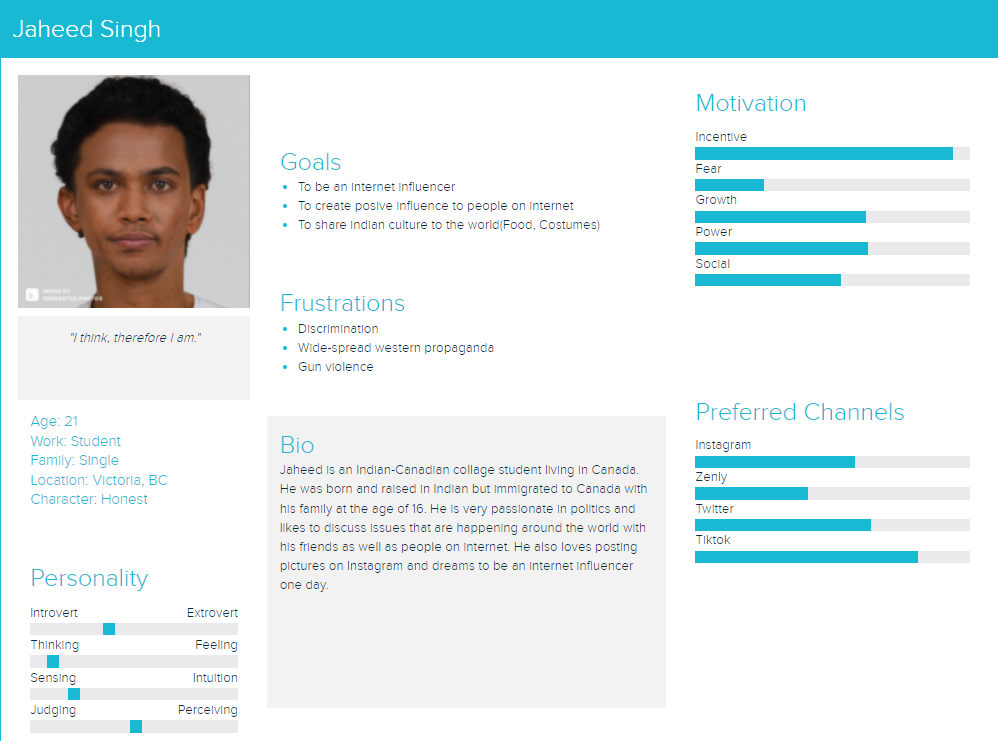 Jaheed Singh
IMAGE BY
GENERATED.PHOTOS
"I think, therefore I am."
Age: 21
Work: Student
Family: Single
Location: Victoria, BC
Character: Honest
Personality
Introvert Extrovert
Thinking Feeling
Sensing Intuition
Judging Perceiving
Goals
To be an internet influencer
To create posive influence to people on internet
To share indian culture to the world(Food, Costumes)
Frustrations
Discrimination
Wide-spread western propaganda
Gun violence
Bio
Jaheed is an Indian-Canadian collage student living in Canada.
He was born and raised in Indian but immigrated to Canada with
his family at the age of 16. He is very passionate in politics and
likes to discuss issues that are happening around the world with
his friends as well as people on internet. He also loves posting
pictures on Instagram and dreams to be an internet influencer
one day.
Motivation
Incentive
Fear
Growth
Power
Social
Preferred Channels
Instagram
Zenly
Twitter
Tiktok